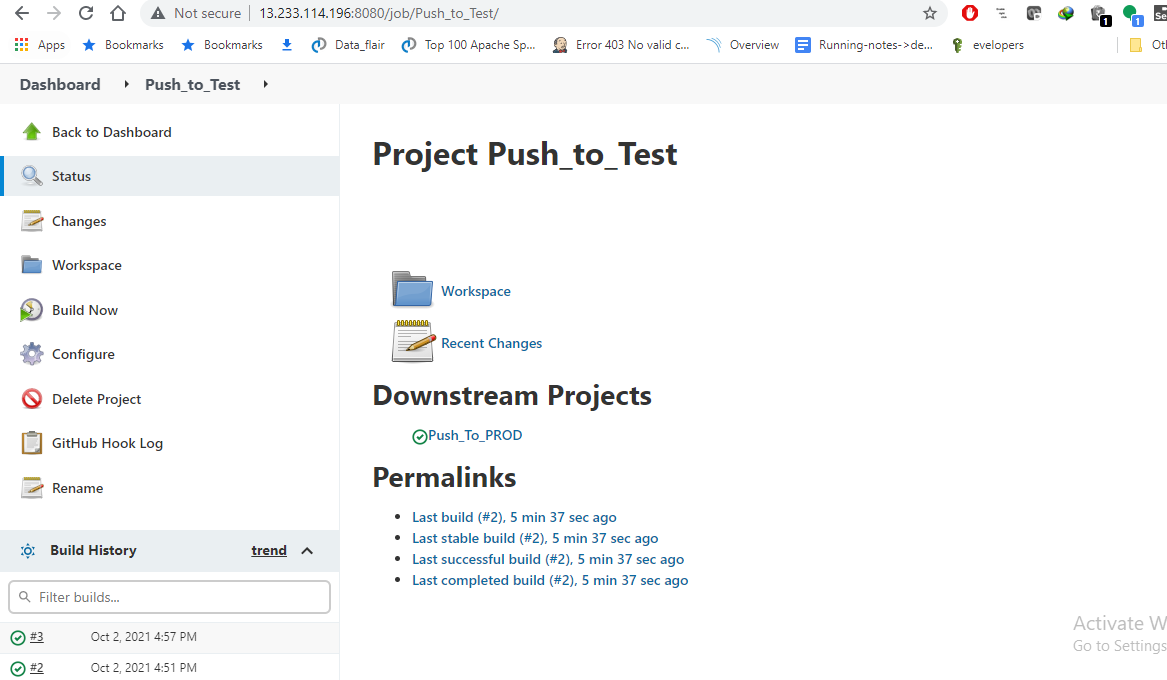 Not secure | 13.233.114.196:8080/job/Push_to_Test/
1
1
Apps Bookmarks Bookmarks Data_flair Top 100 Apache Sp... Error 403 No valid c... Overview Running-notes->de... evelopers
Dashboard Push_to_Test
Back to Dashboard
Status
Changes
Workspace
Build Now
Configure
Delete Project
GitHub Hook Log
Rename
Build History trend
Filter builds...
#3 Oct 2, 2021 4:57 PM
#2 Oct 2, 2021 4:51 PM
Project Push_to_Test
Workspace
Recent Changes
Downstream Projects
Push_To_PROD
Permalinks
Last build (#2), 5 min 37 sec ago
Last stable build (#2), 5 min 37 sec ago
Last successful build (#2), 5 min 37 sec ago
Last completed build (#2), 5 min 37 sec ago
Activate W
Go to Settings